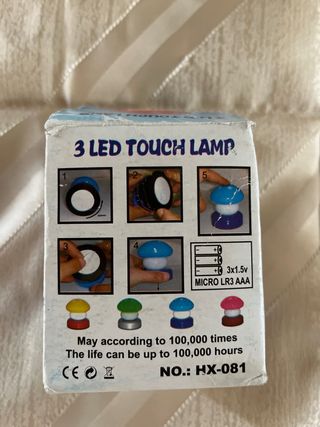 3 LED TOUCH LAMP
1
2
5
3
4
3x1.5v
MICRO LR3 AAA
May according to 100,000 times
The life can be up to 100,000 hours
CE
NO.: HX-081